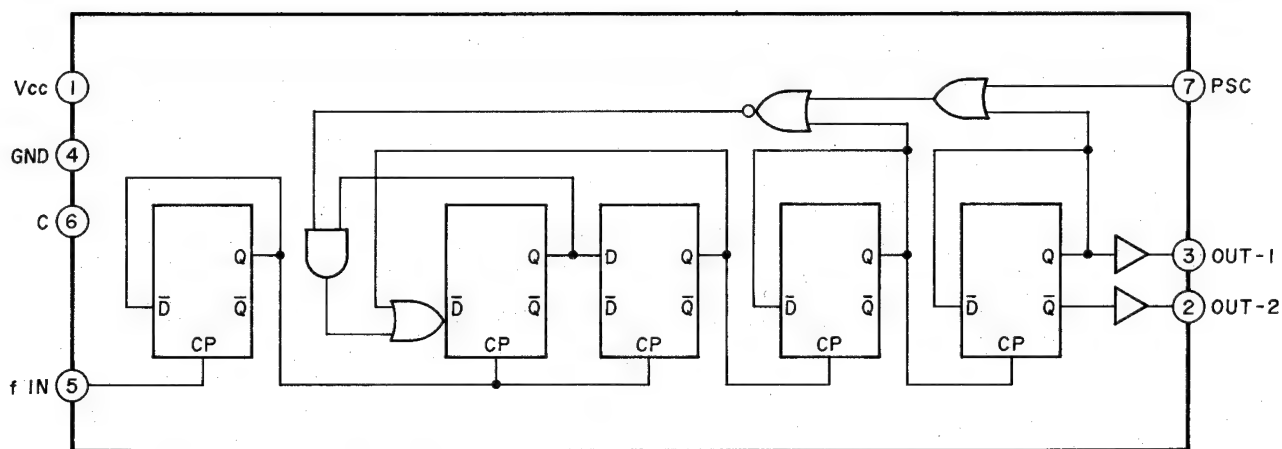 Vcc 1
GND 4
C 6
f IN 5
7 PSC
3 OUT-1
2 OUT-2
Q
D̅ Q̅
CP
Q
D̅ Q̅
CP
D Q
D̅ Q̅
CP
Q
D̅ Q̅
CP
Q
D̅ Q̅
CP